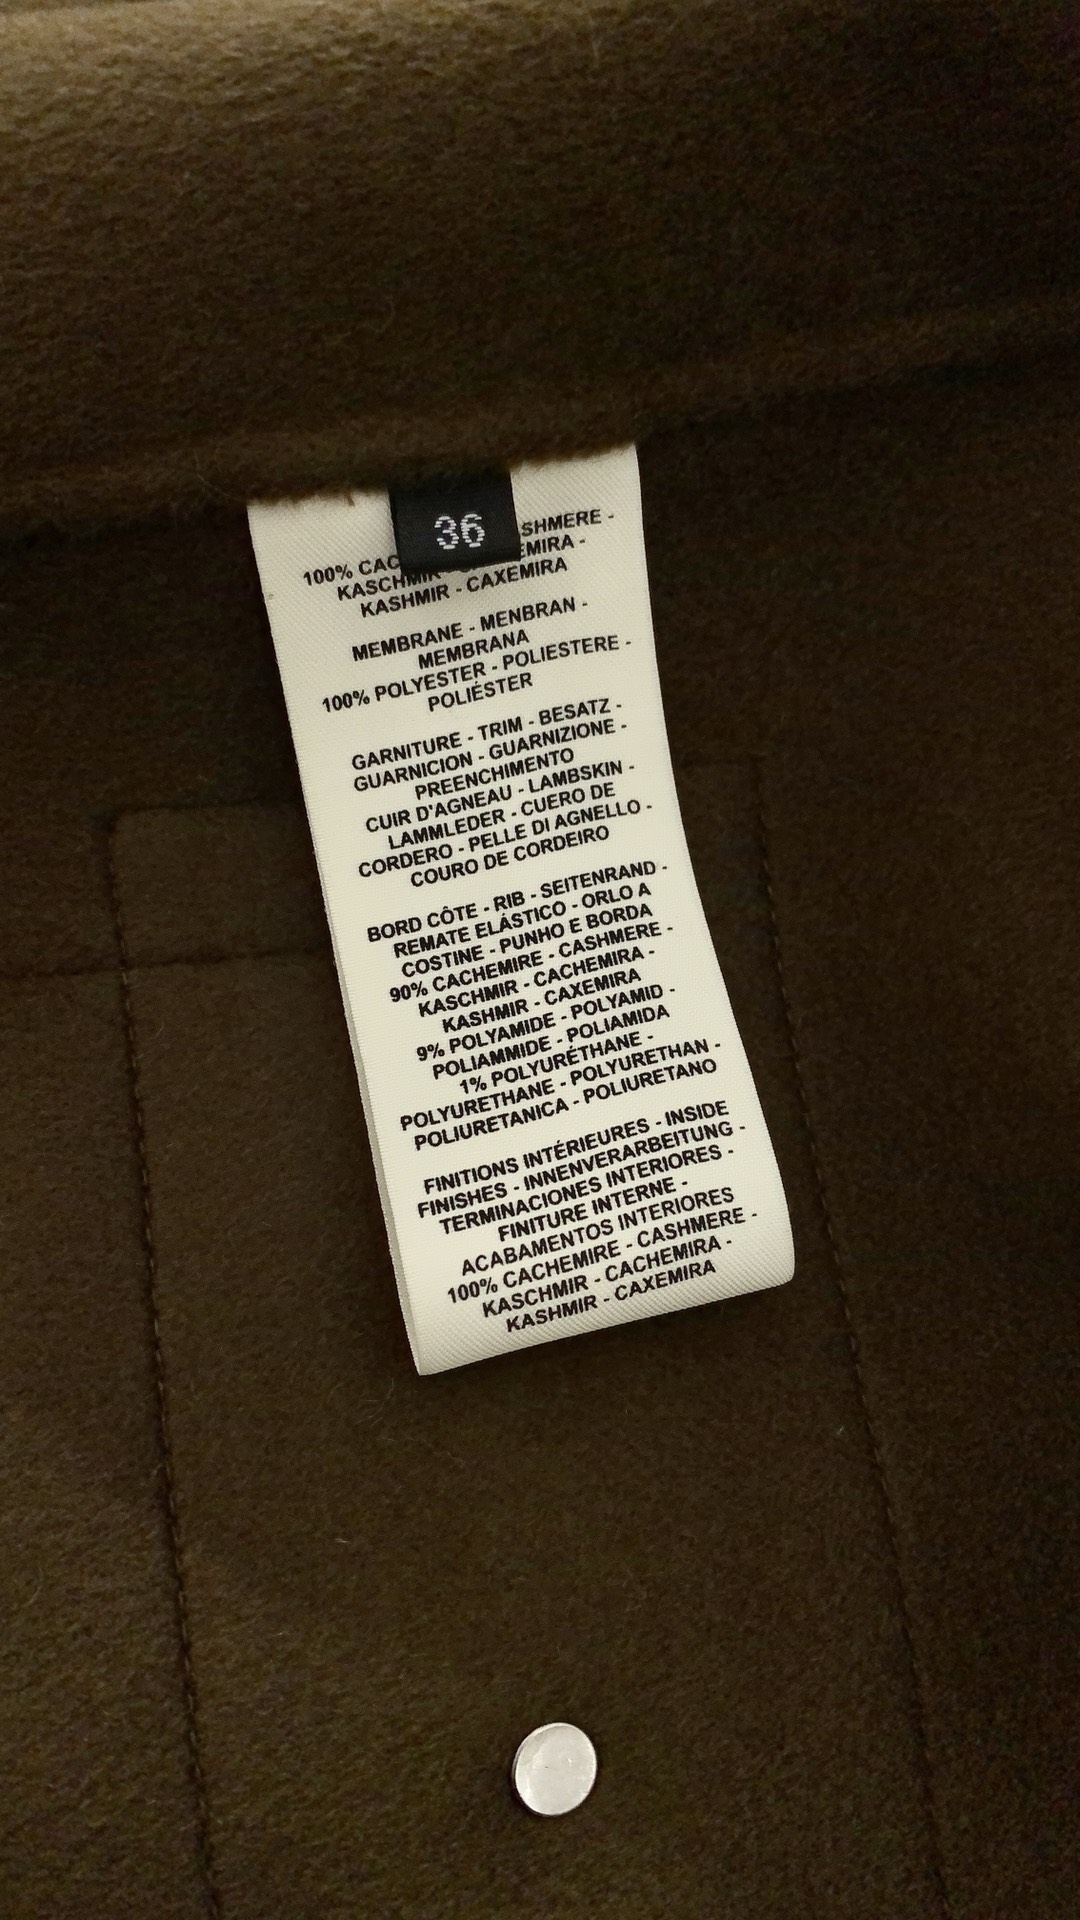 36
100% CAC SHMERE -
KASCHMIR - EMIRA -
KASHMIR - CAXEMIRA
MEMBRANE - MENBRAN -
MEMBRANA
100% POLYESTER - POLIESTERE -
POLIÉSTER
GARNITURE - TRIM - BESATZ -
GUARNICION - GUARNIZIONE -
PREENCHIMENTO
CUIR D'AGNEAU - LAMBSKIN -
LAMMLEDER - CUERO DE
CORDERO - PELLE DI AGNELLO -
COURO DE CORDEIRO
BORD CÔTE - RIB - SEITENRAND -
REMATE ELÁSTICO - ORLO A
COSTINE - PUNHO E BORDA
90% CACHEMIRE - CASHMERE -
KASCHMIR - CACHEMIRA -
KASHMIR - CAXEMIRA
9% POLYAMIDE - POLYAMID -
POLIAMMIDE - POLIAMIDA
1% POLYURÉTHANE -
POLYURETHANE - POLYURETHAN -
POLIURETANICA - POLIURETANO
FINITIONS INTÉRIEURES - INSIDE
FINISHES - INNENVERARBEITUNG -
TERMINACIONES INTERIORES -
FINITURE INTERNE -
ACABAMENTOS INTERIORES
100% CACHEMIRE - CASHMERE -
KASCHMIR - CACHEMIRA -
KASHMIR - CAXEMIRA